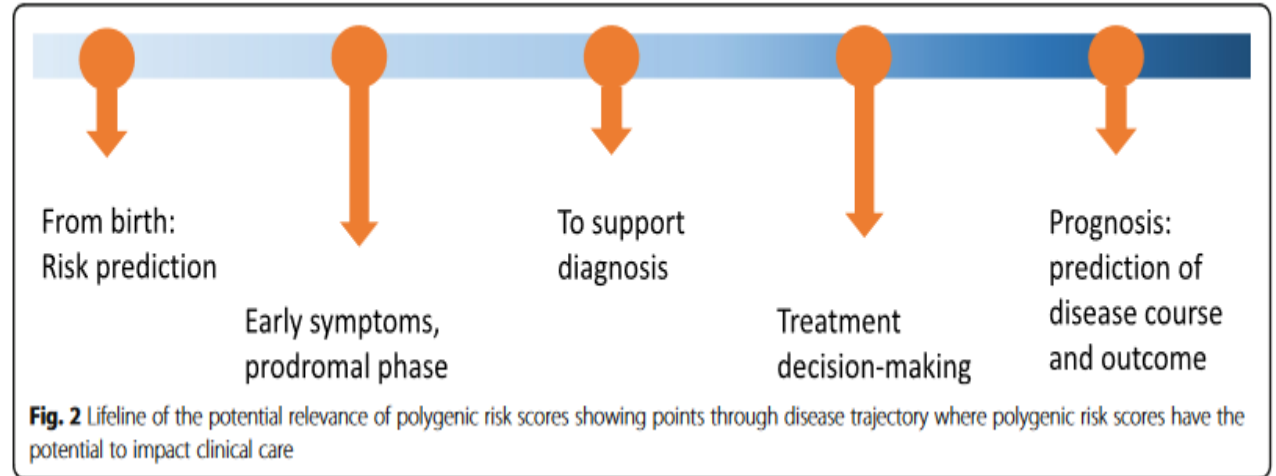 From birth:
Risk prediction
Early symptoms,
prodromal phase
To support
diagnosis
Treatment
decision-making
Prognosis:
prediction of
disease course
and outcome
Fig. 2 Lifeline of the potential relevance of polygenic risk scores showing points through disease trajectory where polygenic risk scores have the
potential to impact clinical care